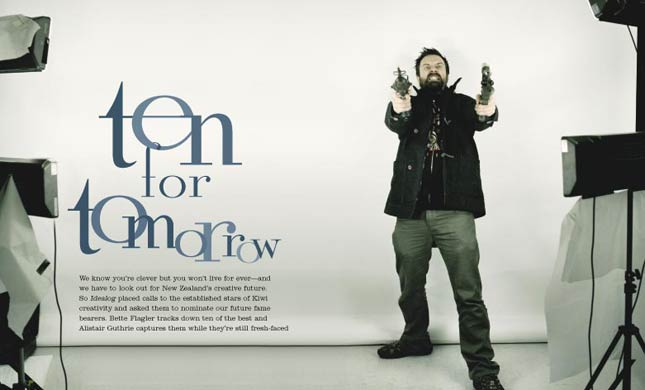 ten
for
tomorrow
We know you're clever but you won't live for ever—and
we have to look out for New Zealand's creative future.
So Idealog placed calls to the established stars of Kiwi
creativity and asked them to nominate our future fame
bearers. Bette Flagler tracks down ten of the best and
Alistair Guthrie captures them while they're still fresh-faced